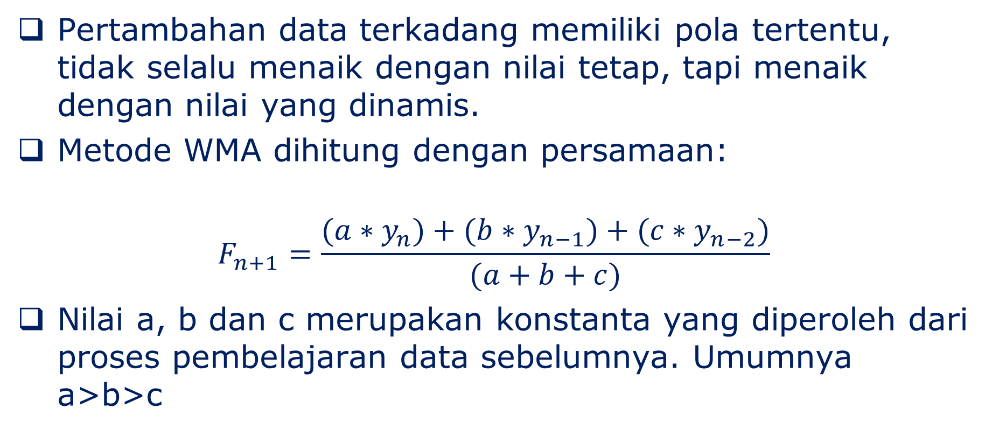 ❑ Pertambahan data terkadang memiliki pola tertentu,
tidak selalu menaik dengan nilai tetap, tapi menaik
dengan nilai yang dinamis.
❑ Metode WMA dihitung dengan persamaan:
F_{n+1} = \frac{(a * y_n) + (b * y_{n-1}) + (c * y_{n-2})}{(a + b + c)}
❑ Nilai a, b dan c merupakan konstanta yang diperoleh dari
proses pembelajaran data sebelumnya. Umumnya
a>b>c